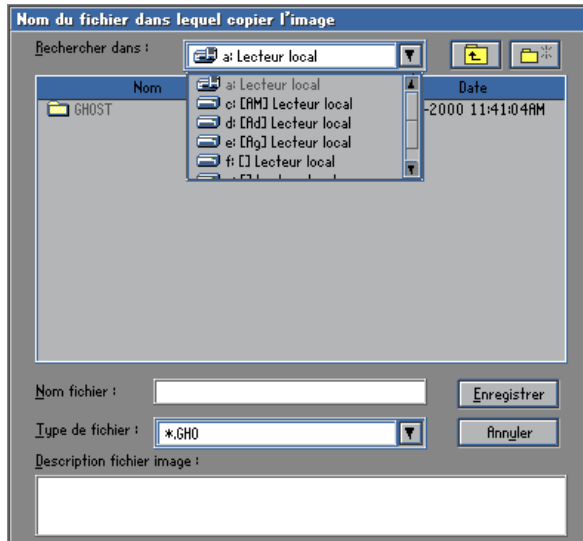 Nom du fichier dans lequel copier l'image
Rechercher dans :
a: Lecteur local
Nom
Date
a: Lecteur local
GHOST
-2000 11:41:04AM
c: [AM] Lecteur local
d: [Ad] Lecteur local
e: [Ag] Lecteur local
f: [] Lecteur local
Nom fichier :
Enregistrer
Type de fichier :
*.GHO
Annuler
Description fichier image :